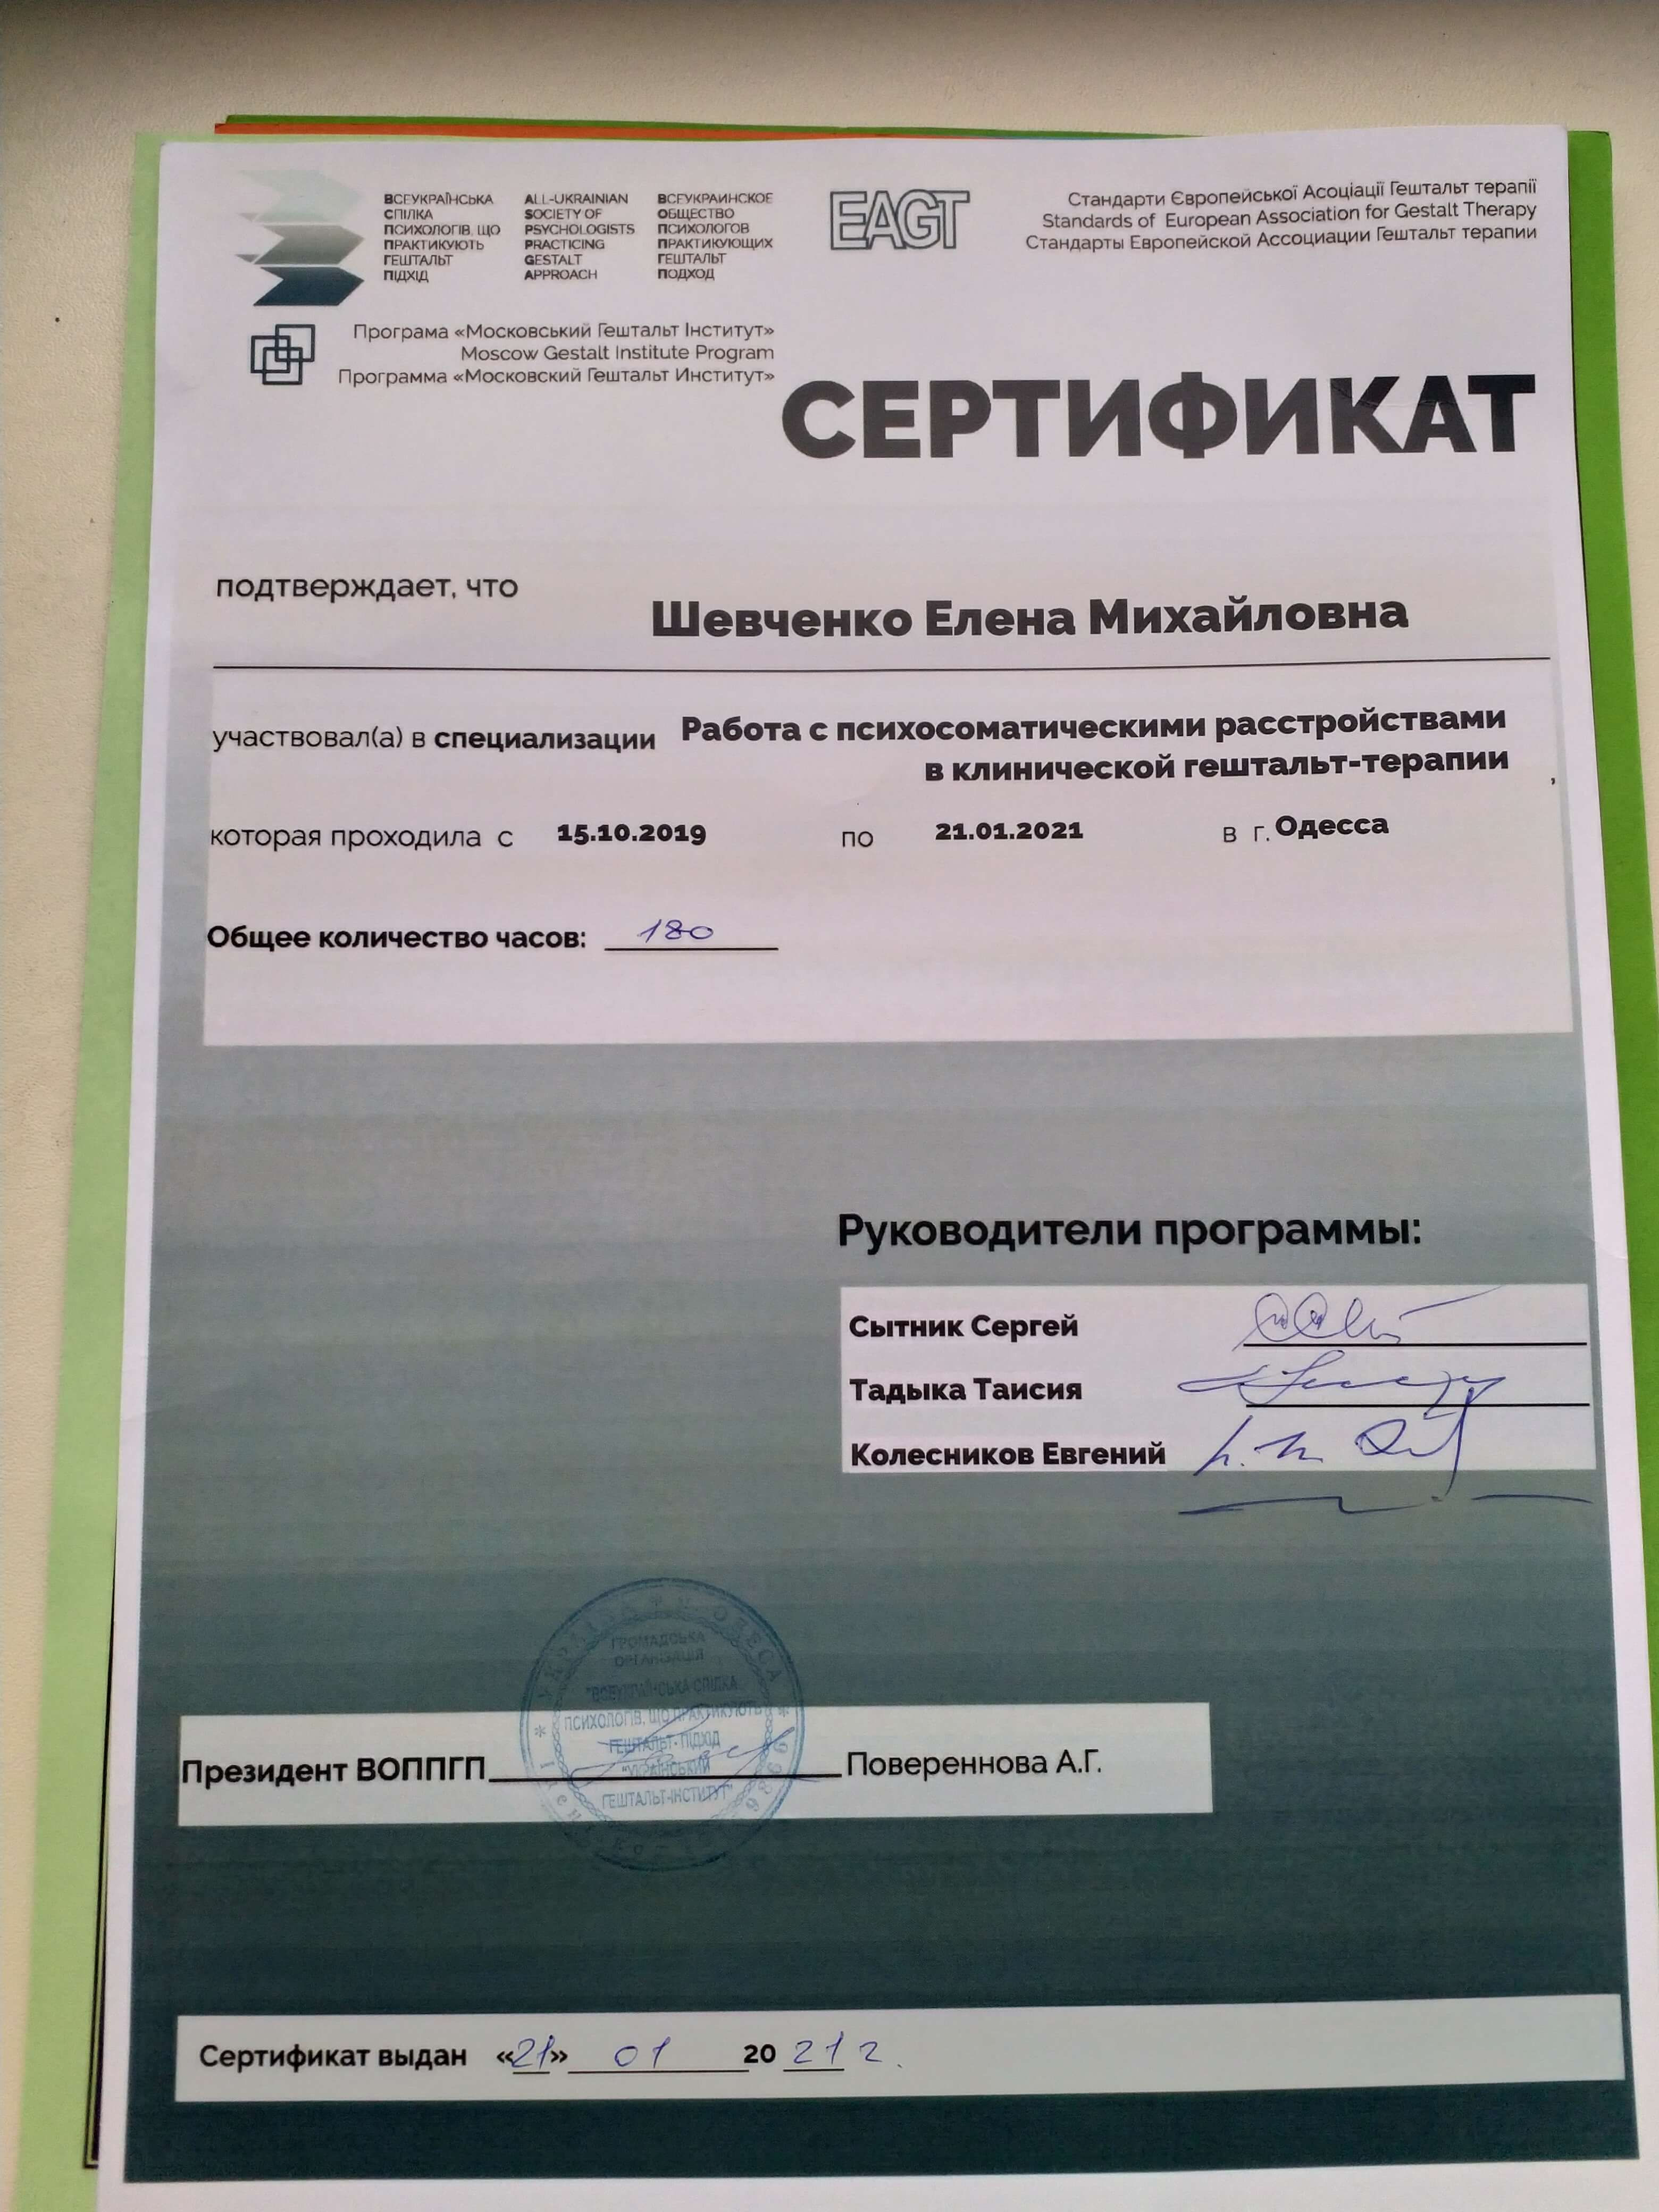 ВСЕУКРАЇНСЬКА
СПІЛКА
ПСИХОЛОГІВ, ЩО
ПРАКТИКУЮТЬ
ГЕШТАЛЬТ
ПІДХІД
ALL-UKRAINIAN
SOCIETY OF
PSYCHOLOGISTS
PRACTICING
GESTALT
APPROACH
ВСЕУКРАИНСКОЕ
ОБЩЕСТВО
ПСИХОЛОГОВ
ПРАКТИКУЮЩИХ
ГЕШТАЛЬТ
ПОДХОД
EAGT
Стандарти Європейської Асоціації Гештальт терапії
Standards of European Association for Gestalt Therapy
Стандарты Европейской Ассоциации Гештальт терапии
Програма «Московський Гештальт Інститут»
Moscow Gestalt Institute Program
Программа «Московский Гештальт Институт»
СЕРТИФИКАТ
подтверждает, что
Шевченко Елена Михайловна
участвовал(а) в специализации Работа с психосоматическими расстройствами
в клинической гештальт-терапии ,
которая проходила с 15.10.2019 по 21.01.2021 в г. Одесса
Общее количество часов: 180
Руководители программы:
Сытник Сергей
Тадыка Таисия
Колесников Евгений
ГРОМАДСЬКА
ОРГАНІЗАЦІЯ
"ВСЕУКРАЇНСЬКА СПІЛКА
ПСИХОЛОГІВ, ЩО ПРАКТИКУЮТЬ
ГЕШТАЛЬТ-ПІДХІД
"УКРАЇНСЬКИЙ
ГЕШТАЛЬТ-ІНСТИТУТ"
Президент ВОППГП Повереннова А.Г.
Сертификат выдан «21» 01 2021 г.